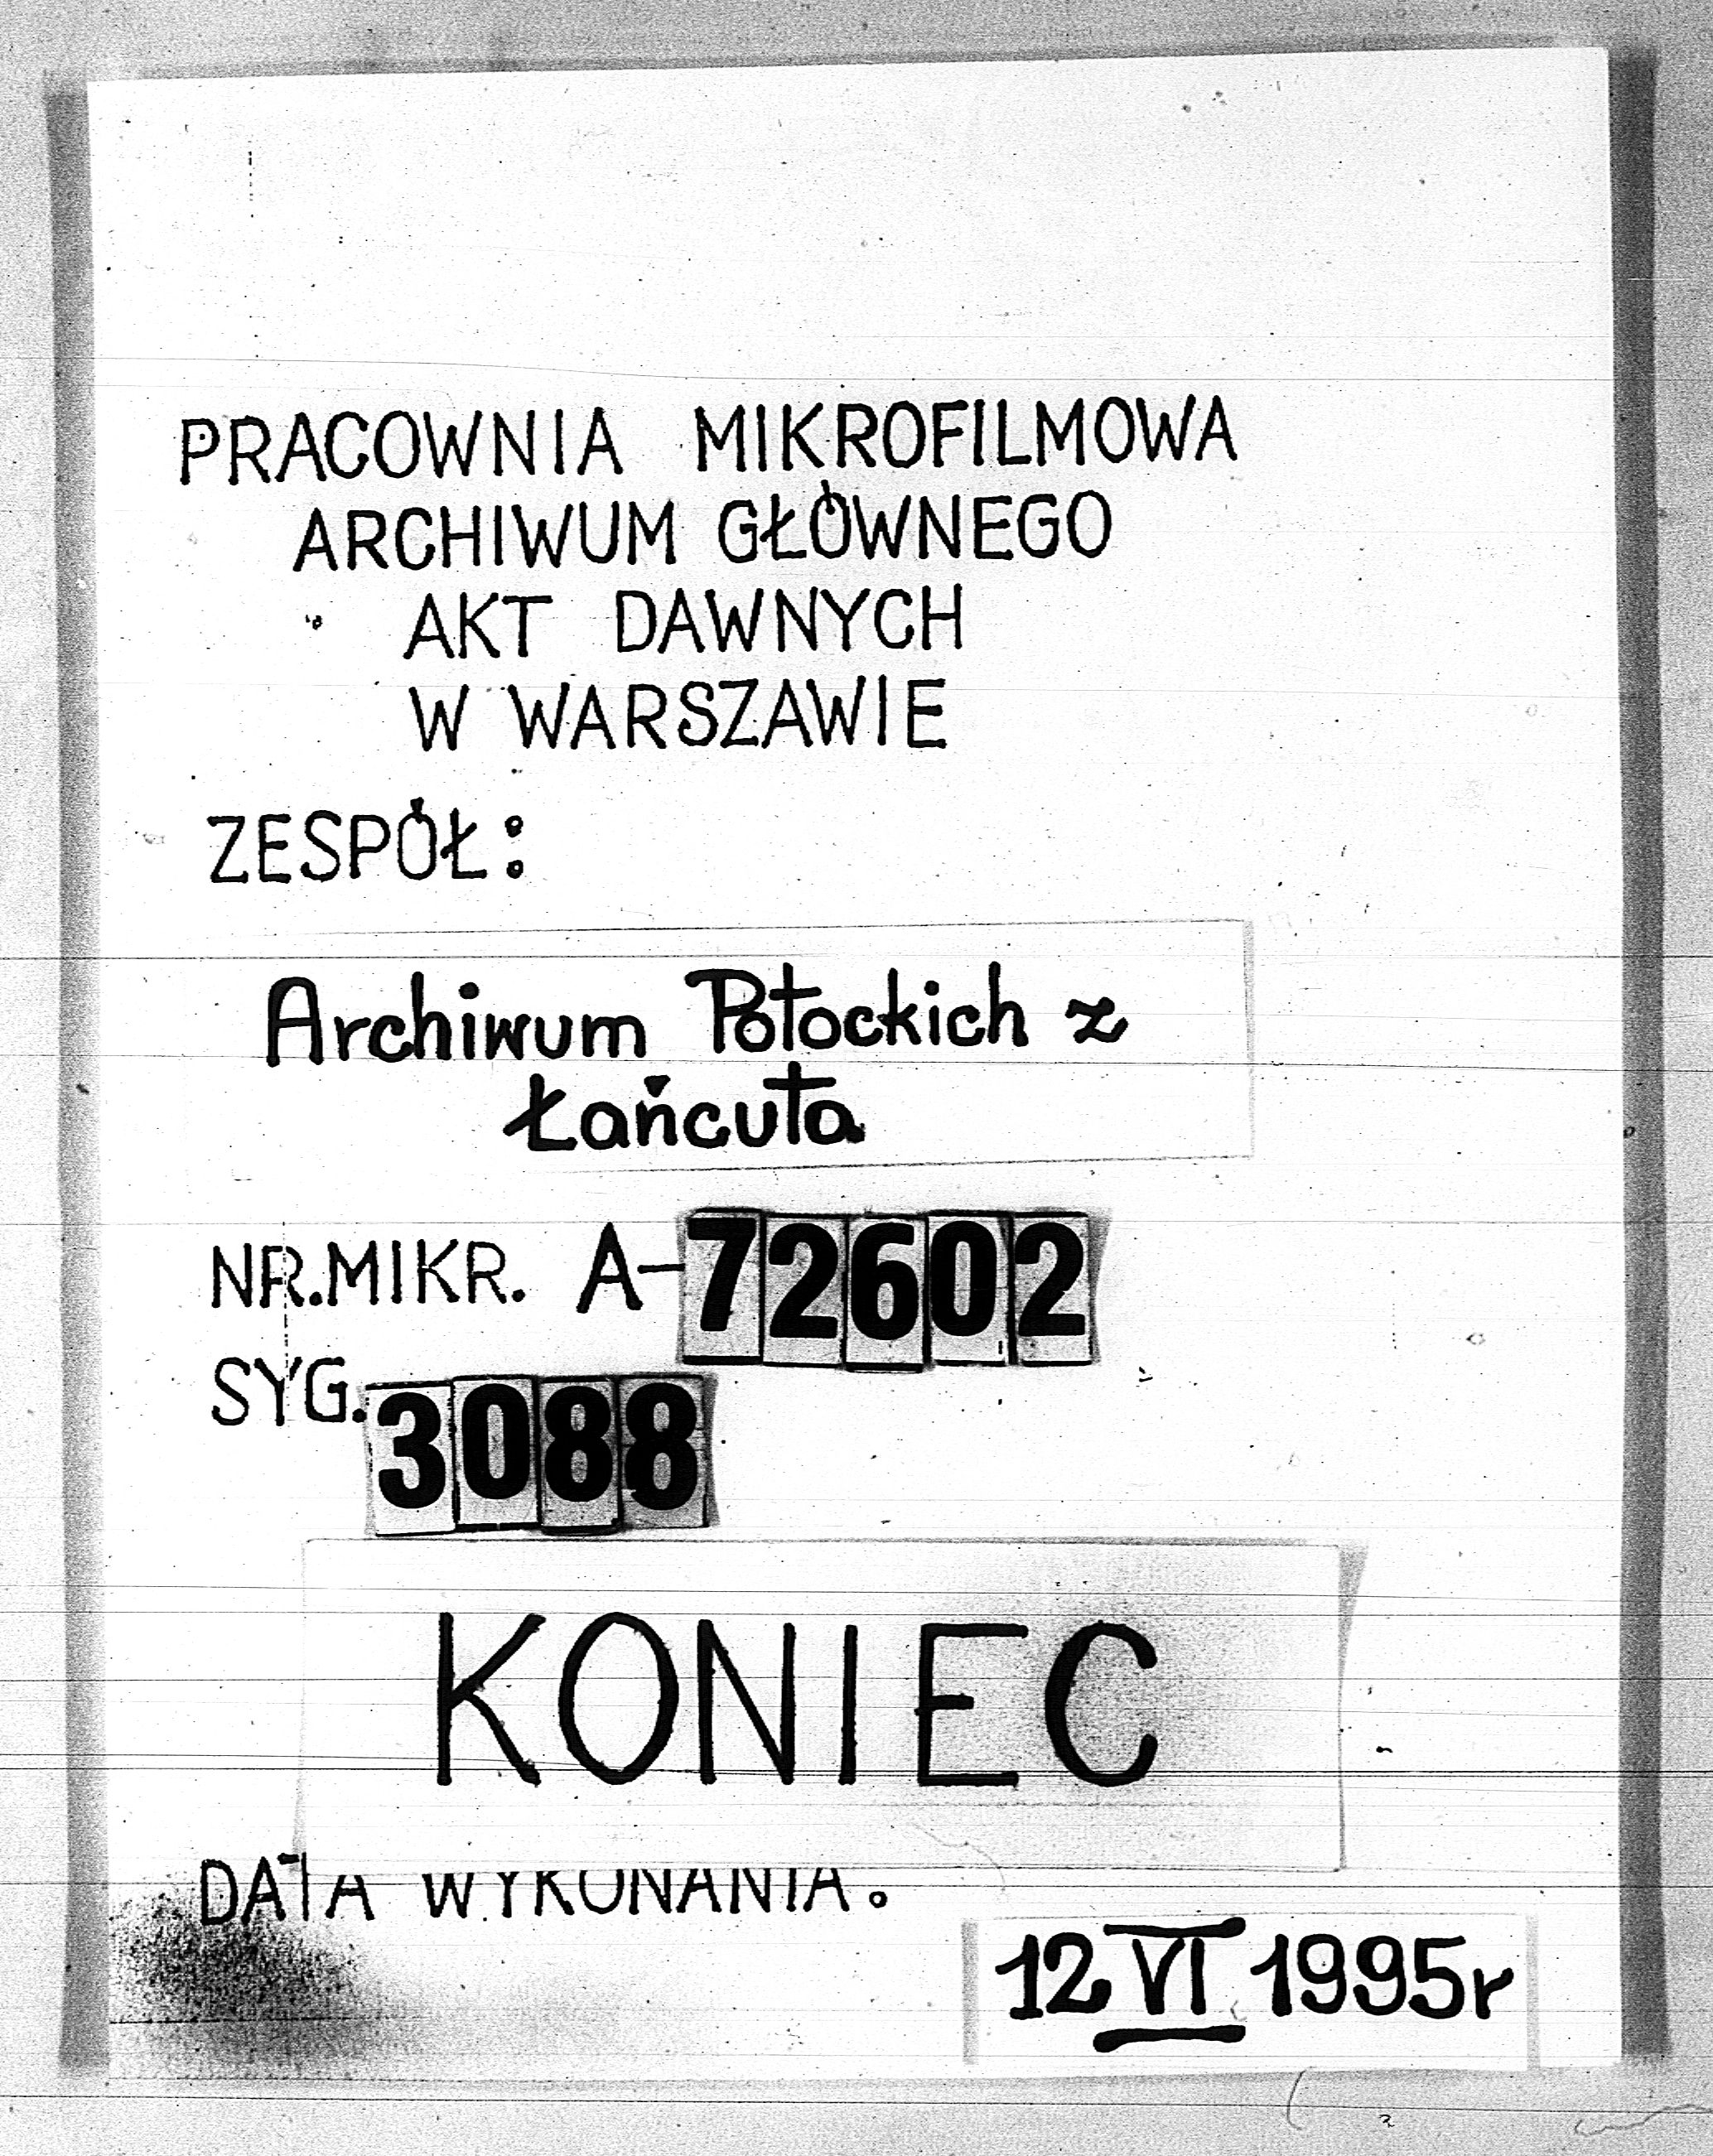 PRACOWNIA MIKROFILMOWA
ARCHIWUM GŁÓWNEGO
AKT DAWNYCH
W WARSZAWIE
ZESPÓŁ:
Archiwum Potockich z
Łańcuta
NR.MIKR. A-72602
SYG. 3088
KONIEC
DATA WYKONANIA.
12 VI 1995r